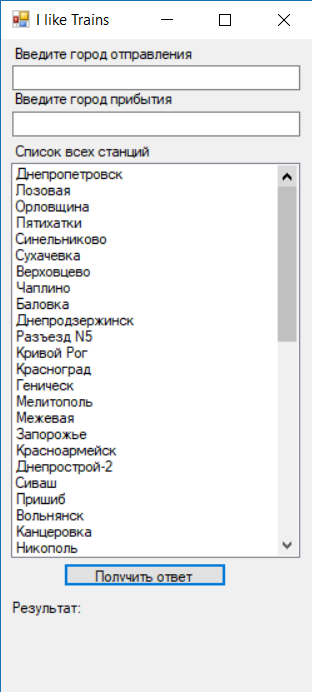 I like Trains
Введите город отправления
Введите город прибытия
Список всех станций
Днепропетровск
Лозовая
Орловщина
Пятихатки
Синельниково
Сухачевка
Верховцево
Чаплино
Баловка
Днепродзержинск
Разъезд N5
Кривой Рог
Красноград
Геническ
Мелитополь
Межевая
Запорожье
Красноармейск
Днепрострой-2
Сиваш
Пришиб
Вольнянск
Канцеровка
Никополь
Получить ответ
Результат: